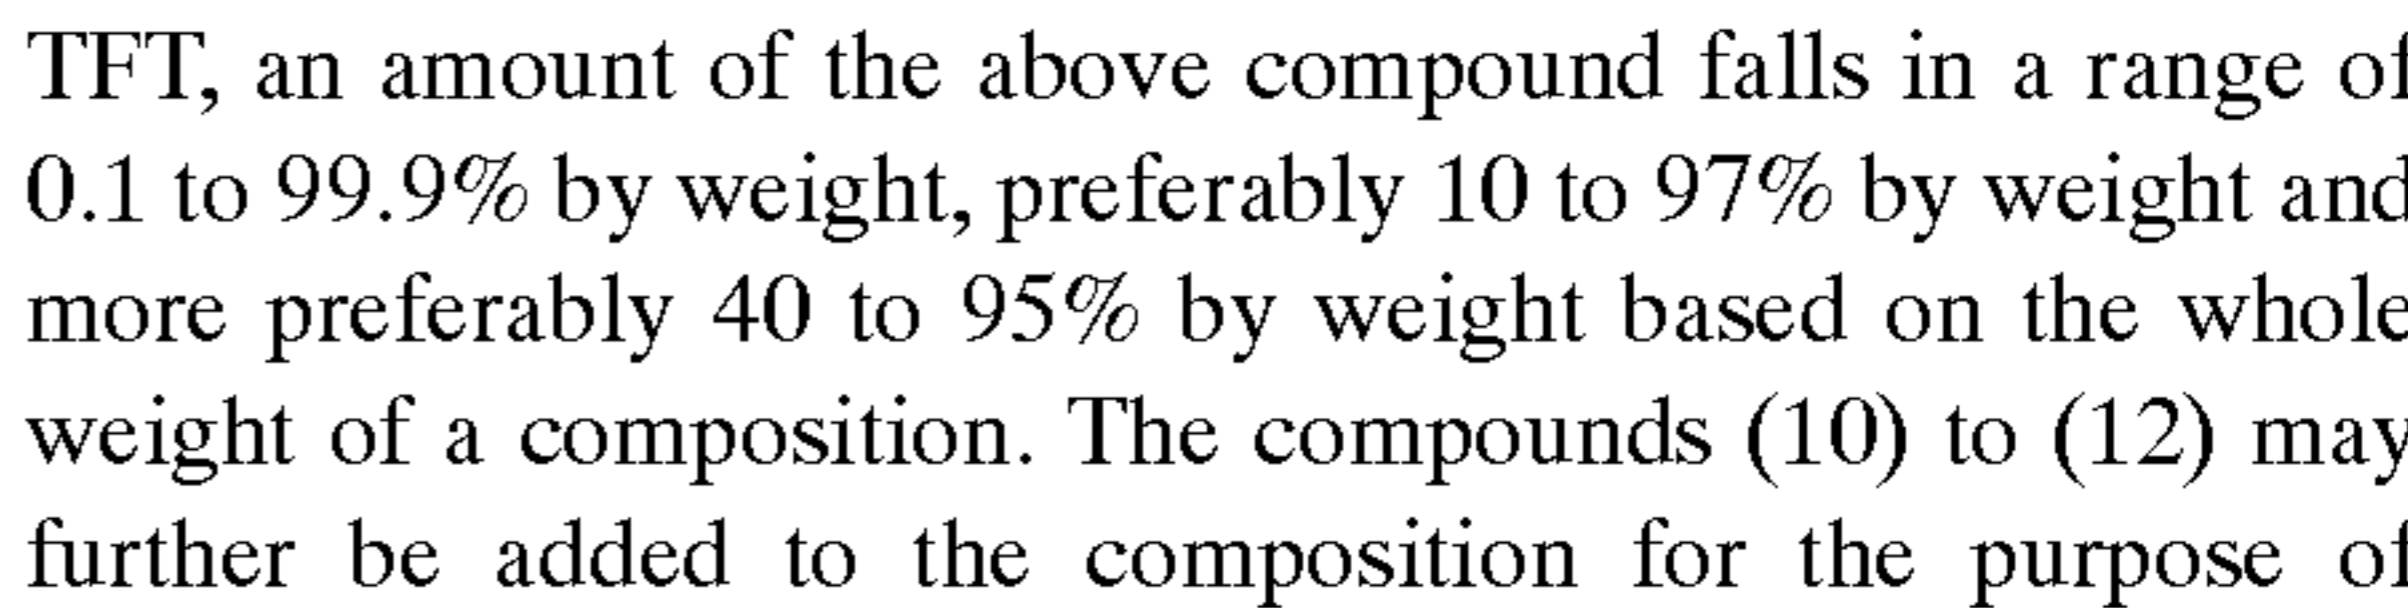 TFT, an amount of the above compound falls in a range of
0.1 to 99.9% by weight, preferably 10 to 97% by weight and
more preferably 40 to 95% by weight based on the whole
weight of a composition. The compounds (10) to (12) may
further be added to the composition for the purpose of